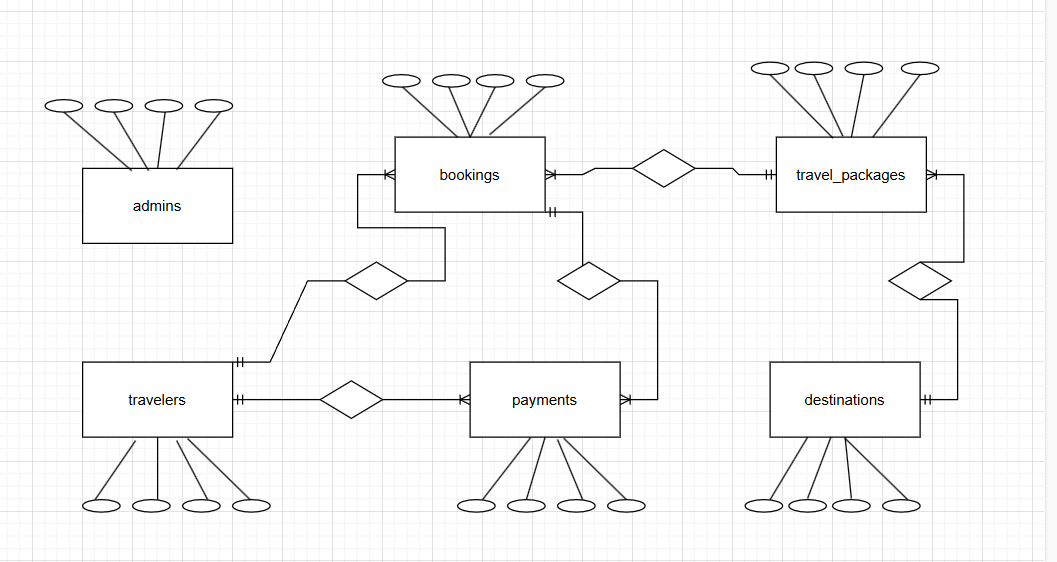 bookings
travel_packages
admins
travelers
payments
destinations